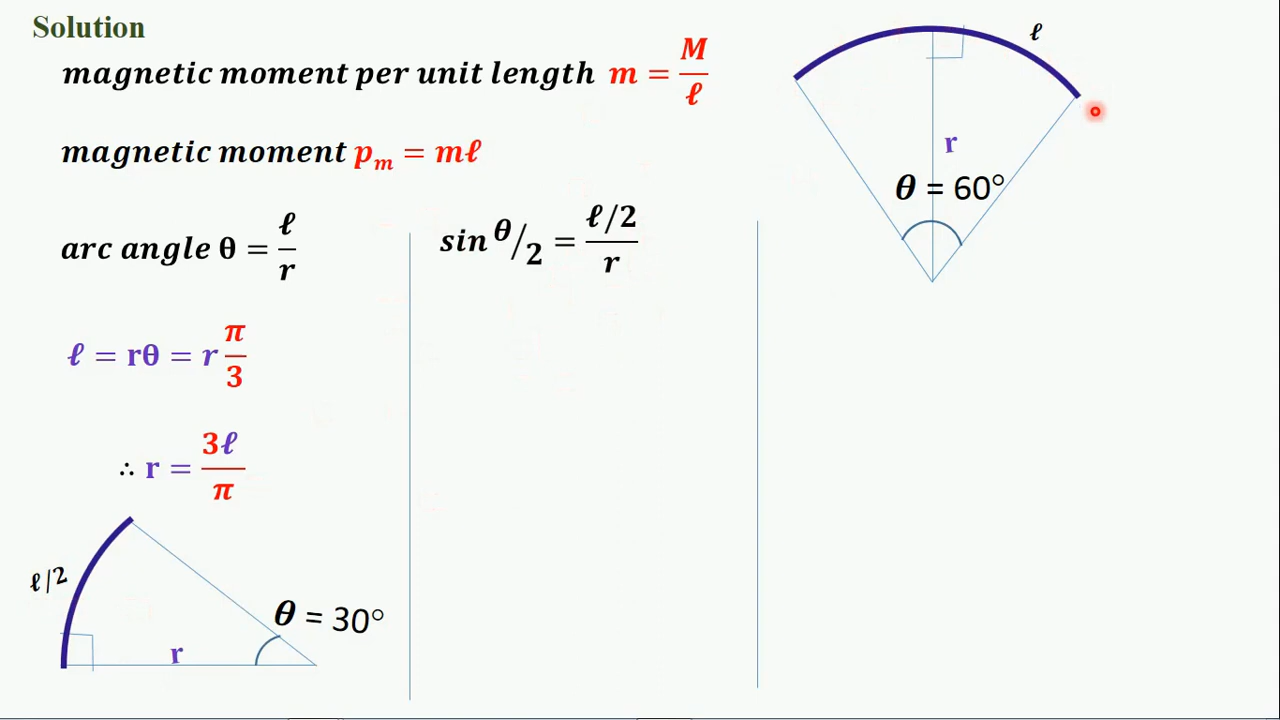 Solution
magnetic moment per unit length m = M/ℓ
magnetic moment pₘ = mℓ
arc angle θ = ℓ/r
ℓ = rθ = r π/3
∴ r = 3ℓ/π
ℓ/2
θ = 30°
r
sin θ/2 = (ℓ/2)/r
ℓ
r
θ = 60°